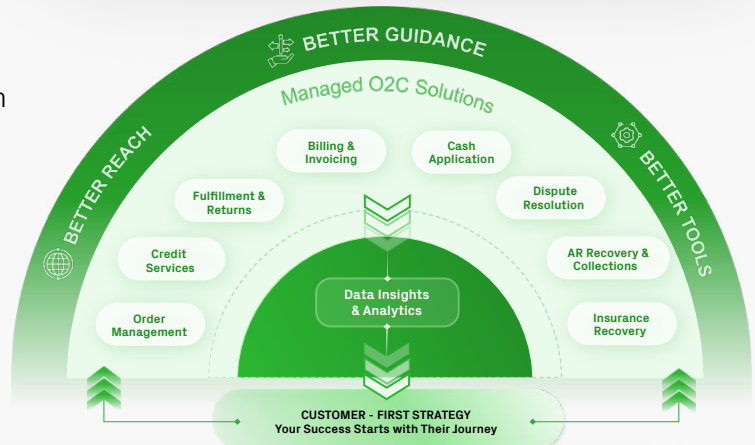 BETTER GUIDANCE
BETTER REACH
BETTER TOOLS
Managed O2C Solutions
Billing &
Invoicing
Cash
Application
Fulfillment &
Returns
Dispute
Resolution
Credit
Services
AR Recovery &
Collections
Order
Management
Insurance
Recovery
Data Insights
& Analytics
CUSTOMER - FIRST STRATEGY
Your Success Starts with Their Journey